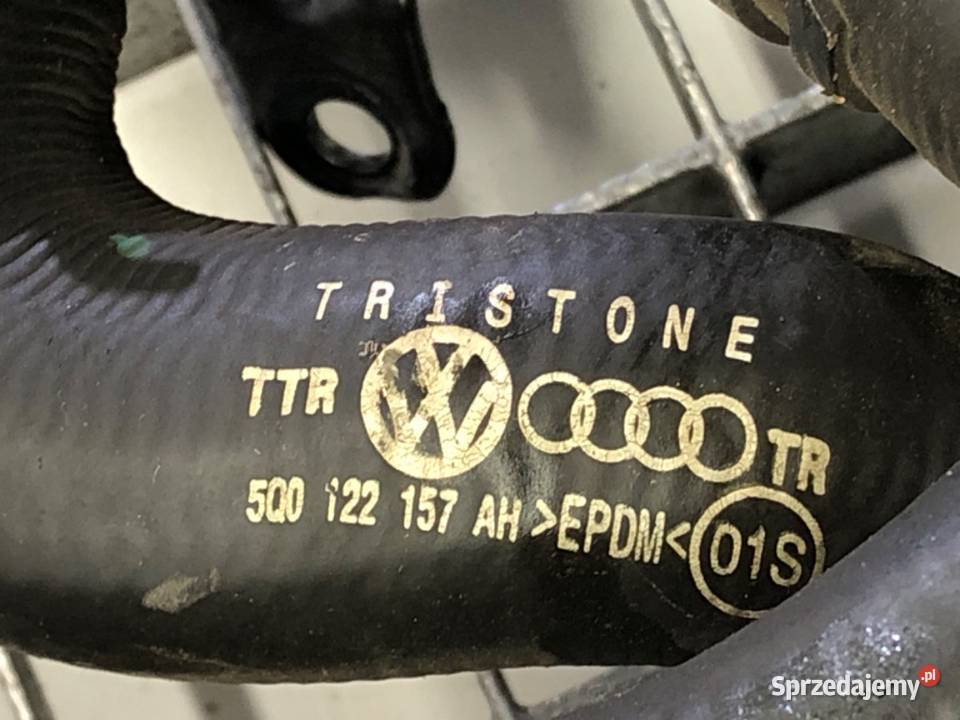 TRISTONE
TTR
TR
5Q0 122 157 AH >EPDM< 01S
Sprzedajemy.pl